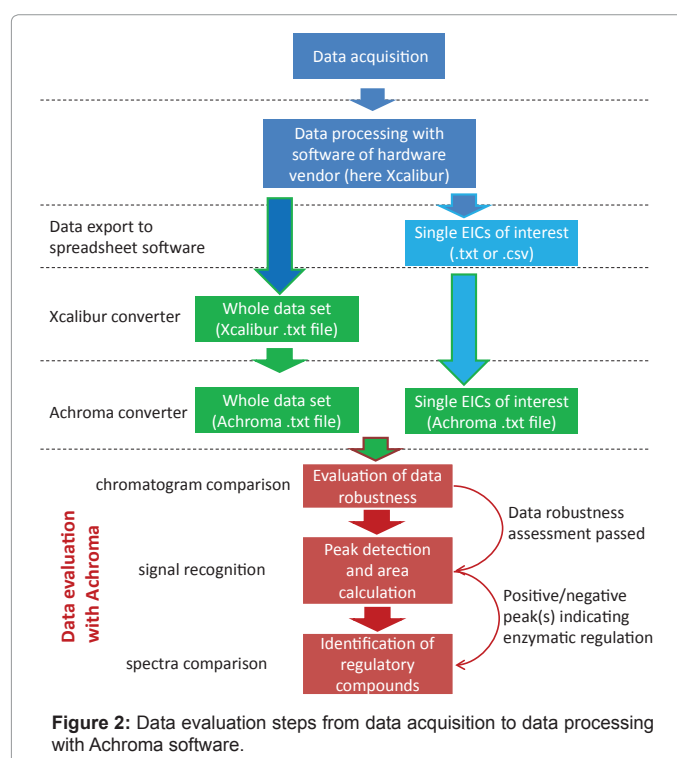 Data acquisition
Data processing with
software of hardware
vendor (here Xcalibur)
Data export to
spreadsheet software
Single EICs of interest
(.txt or .csv)
Xcalibur converter
Whole data set
(Xcalibur .txt file)
Achroma converter
Whole data set
(Achroma .txt file)
Single EICs of interest
(Achroma .txt file)
Data evaluation
with Achroma
chromatogram comparison
Evaluation of data
robustness
Data robustness
assessment passed
signal recognition
Peak detection
and area
calculation
Positive/negative
peak(s) indicating
enzymatic regulation
spectra comparison
Identification of
regulatory
compounds
Figure 2: Data evaluation steps from data acquisition to data processing
with Achroma software.